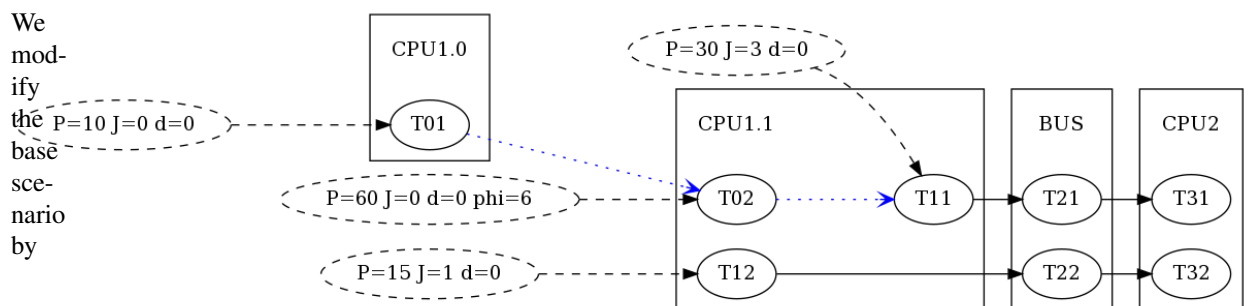 We
mod-
ify
the
base
sce-
nario
by
CPU1.0
P=30 J=3 d=0
P=10 J=0 d=0
T01
CPU1.1
BUS
CPU2
P=60 J=0 d=0 phi=6
T02
T11
T21
T31
P=15 J=1 d=0
T12
T22
T32